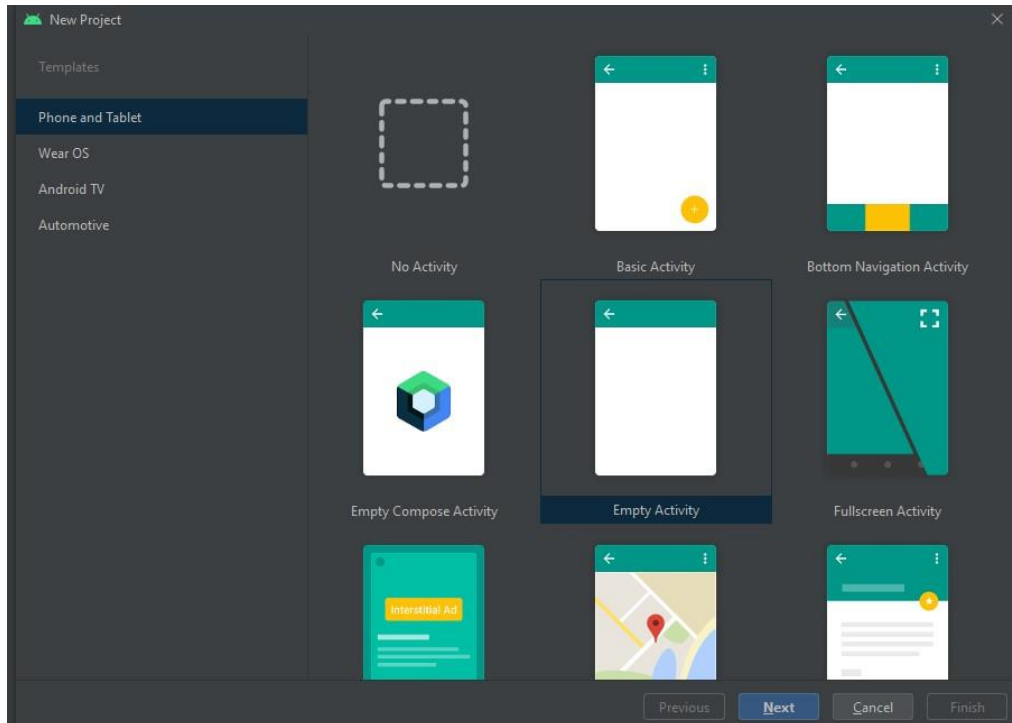 New Project
Templates
Phone and Tablet
Wear OS
Android TV
Automotive
No Activity
Basic Activity
Bottom Navigation Activity
Empty Compose Activity
Empty Activity
Fullscreen Activity
Interstitial Ad
Previous
Next
Cancel
Finish